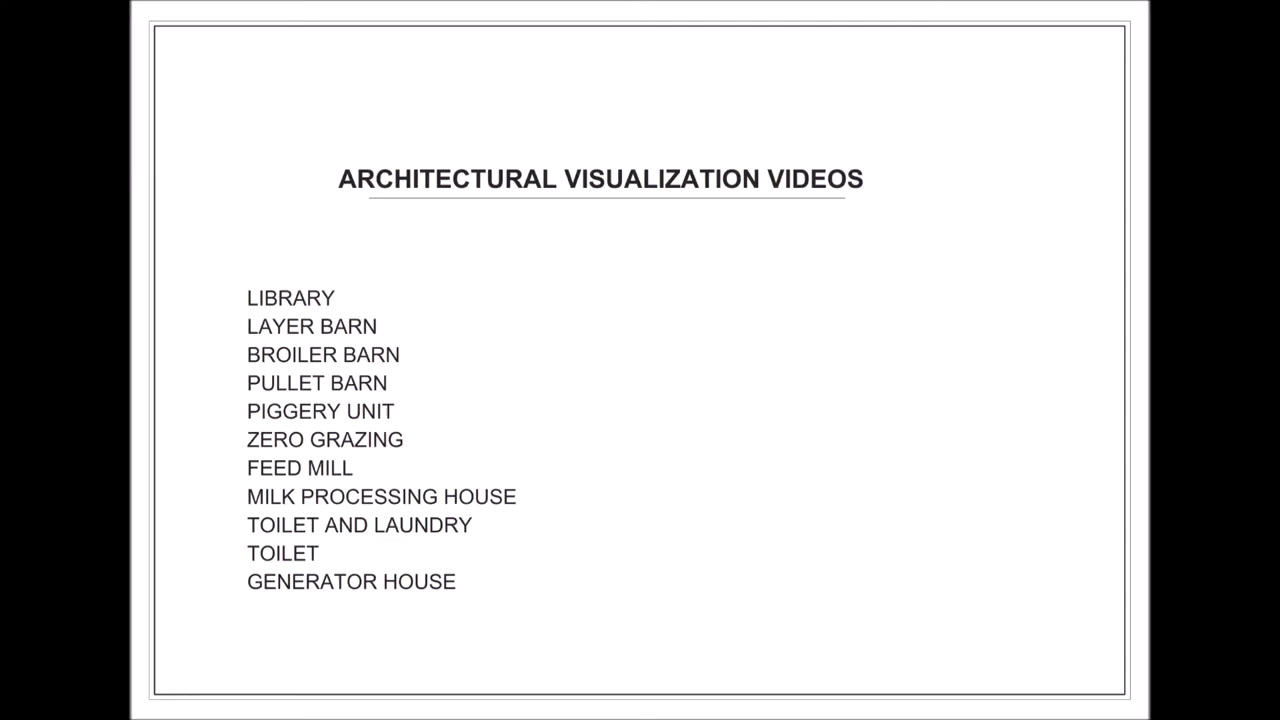 ARCHITECTURAL VISUALIZATION VIDEOS
LIBRARY
LAYER BARN
BROILER BARN
PULLET BARN
PIGGERY UNIT
ZERO GRAZING
FEED MILL
MILK PROCESSING HOUSE
TOILET AND LAUNDRY
TOILET
GENERATOR HOUSE